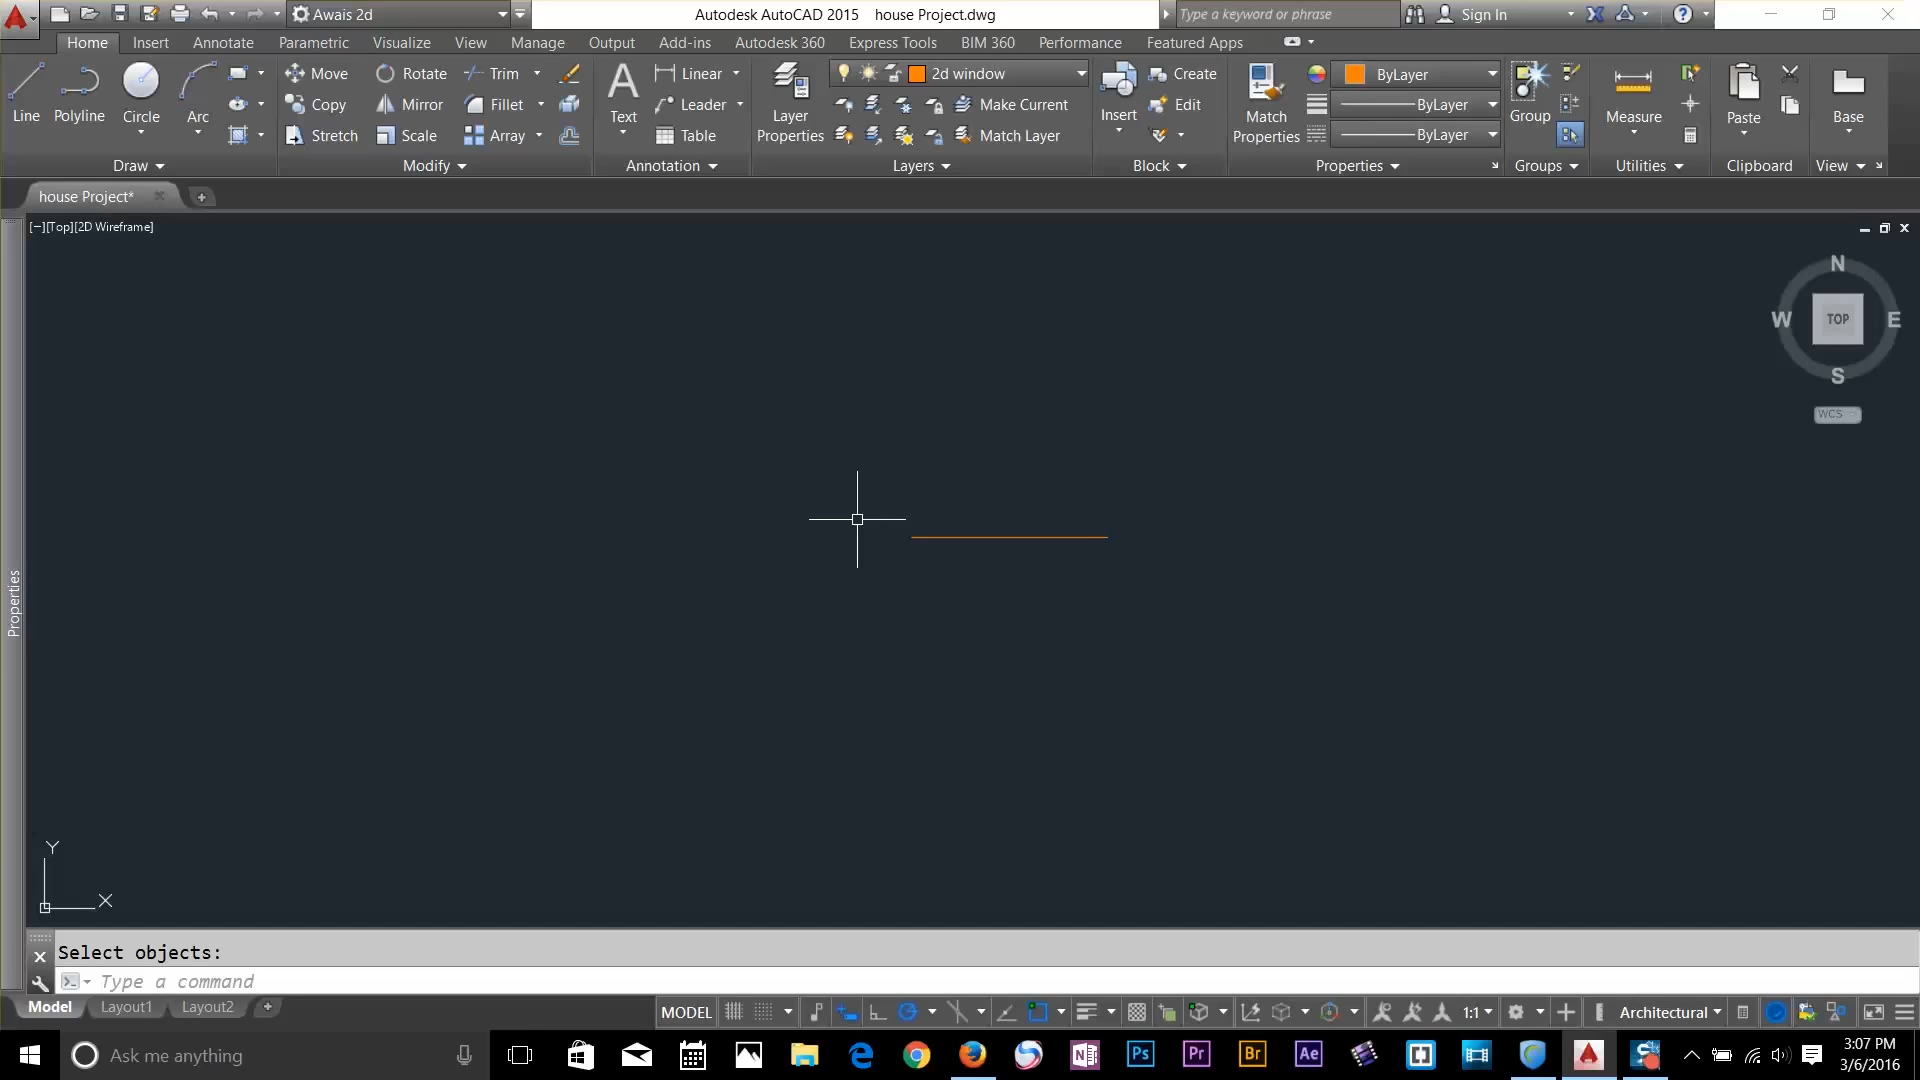 Awais 2d
Autodesk AutoCAD 2015 house Project.dwg
Type a keyword or phrase
Sign In
Home Insert Annotate Parametric Visualize View Manage Output Add-ins Autodesk 360 Express Tools BIM 360 Performance Featured Apps
Line Polyline Circle Arc
Draw
Move Rotate Trim
Copy Mirror Fillet
Stretch Scale Array
Modify
Text
Linear
Leader
Table
Annotation
Layer Properties
2d window
Make Current
Match Layer
Layers
Insert
Create
Edit
Block
Match Properties
ByLayer
ByLayer
ByLayer
Properties
Group
Groups
Measure
Utilities
Paste
Clipboard
Base
View
house Project*
[−][Top][2D Wireframe]
N
W TOP E
S
WCS
Properties
Y
X
Select objects:
Type a command
Model Layout1 Layout2
MODEL 1:1 Architectural
Ask me anything
N
Ps Pr Br Ae
3:07 PM
3/6/2016